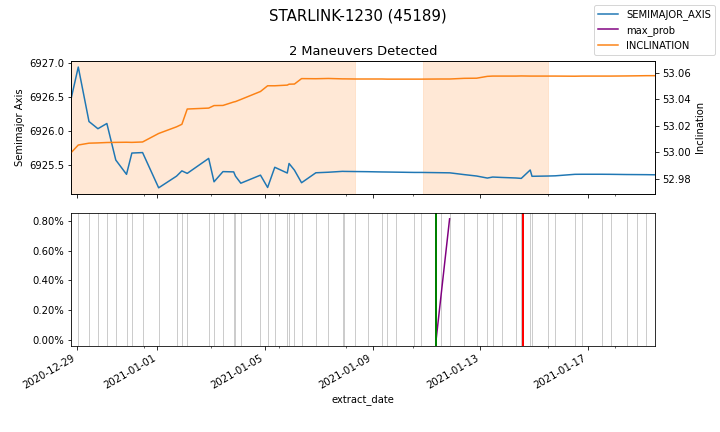 STARLINK-1230 (45189)
SEMIMAJOR_AXIS
max_prob
INCLINATION
2 Maneuvers Detected
6927.0
6926.5
6926.0
6925.5
Semimajor Axis
53.06
53.04
53.02
53.00
52.98
Inclination
0.80%
0.60%
0.40%
0.20%
0.00%
2020-12-29
2021-01-01
2021-01-05
2021-01-09
2021-01-13
2021-01-17
extract_date